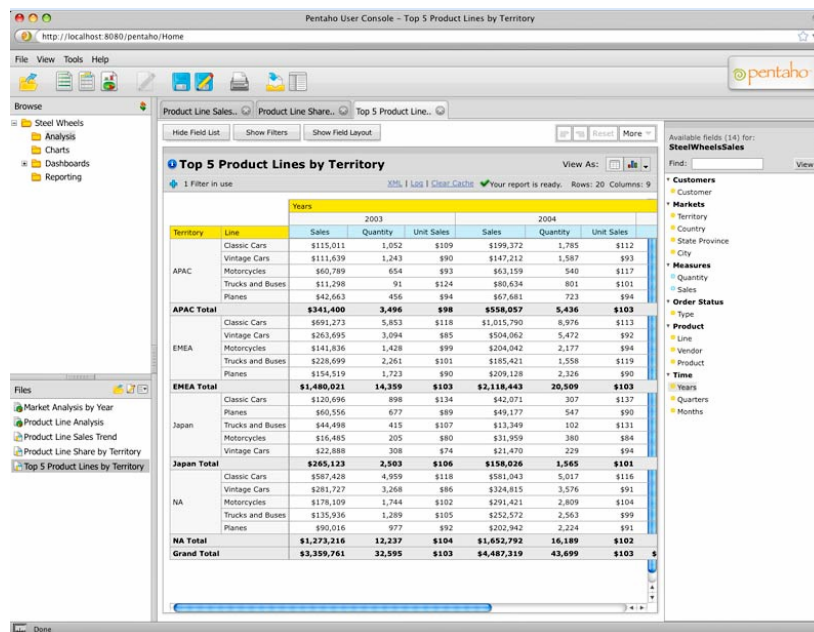 Pentaho User Console – Top 5 Product Lines by Territory
http://localhost:8080/pentaho/Home
File View Tools Help
pentaho
Browse
Steel Wheels
Analysis
Charts
Dashboards
Reporting
Files
Market Analysis by Year
Product Line Analysis
Product Line Sales Trend
Product Line Share by Territory
Top 5 Product Lines by Territory
Product Line Sales.. Product Line Share.. Top 5 Product Line..
Hide Field List Show Filters Show Field Layout Reset More
Top 5 Product Lines by Territory View As:
1 Filter in use XML | Log | Clear Cache Your report is ready. Rows: 20 Columns: 9
Years
2003 2004
Territory Line Sales Quantity Unit Sales Sales Quantity Unit Sales
APAC
Classic Cars $115,011 1,052 $109 $199,372 1,785 $112
Vintage Cars $111,639 1,243 $90 $147,212 1,587 $93
Motorcycles $60,789 654 $93 $63,159 540 $117
Trucks and Buses $11,298 91 $124 $80,634 801 $101
Planes $42,663 456 $94 $67,681 723 $94
APAC Total $341,400 3,496 $98 $558,057 5,436 $103
EMEA
Classic Cars $691,273 5,853 $118 $1,015,790 8,976 $113
Vintage Cars $263,695 3,094 $85 $504,062 5,472 $92
Motorcycles $141,836 1,428 $99 $204,042 2,177 $94
Trucks and Buses $228,699 2,261 $101 $185,421 1,558 $119
Planes $154,519 1,723 $90 $209,128 2,326 $90
EMEA Total $1,480,021 14,359 $103 $2,118,443 20,509 $103
Japan
Classic Cars $120,696 898 $134 $42,071 307 $137
Planes $60,556 677 $89 $49,177 547 $90
Trucks and Buses $44,498 415 $107 $13,349 102 $131
Motorcycles $16,485 205 $80 $31,959 380 $84
Vintage Cars $22,888 308 $74 $21,470 229 $94
Japan Total $265,123 2,503 $106 $158,026 1,565 $101
NA
Classic Cars $587,428 4,959 $118 $581,043 5,017 $116
Vintage Cars $281,727 3,268 $86 $324,815 3,576 $91
Motorcycles $178,109 1,744 $102 $291,421 2,809 $104
Trucks and Buses $135,936 1,289 $105 $252,572 2,563 $99
Planes $90,016 977 $92 $202,942 2,224 $91
NA Total $1,273,216 12,237 $104 $1,652,792 16,189 $102
Grand Total $3,359,761 32,595 $103 $4,487,319 43,699 $103 $
Available fields (14) for:
SteelWheelsSales
Find: View
Customers
Customer
Markets
Territory
Country
State Province
City
Measures
Quantity
Sales
Order Status
Type
Product
Line
Vendor
Product
Time
Years
Quarters
Months
Done